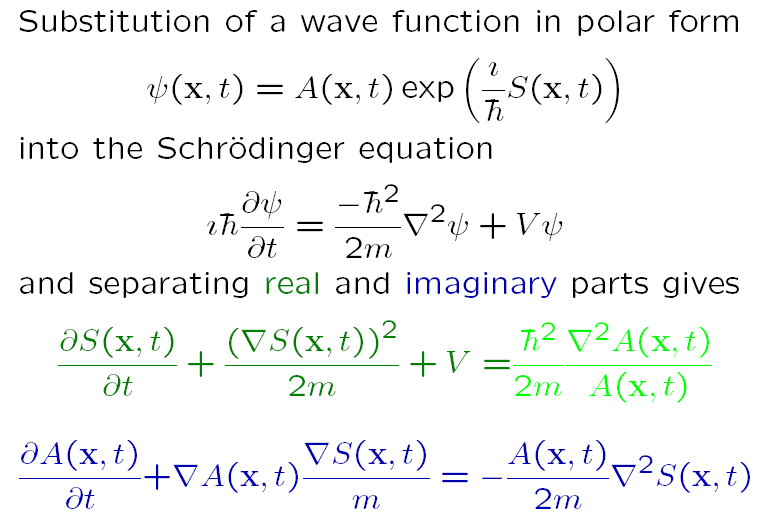 Substitution of a wave function in polar form
ψ(x, t) = A(x, t) exp(ı/ħ S(x, t))
into the Schrödinger equation
ıħ ∂ψ/∂t = −ħ²/2m ∇²ψ + Vψ
and separating real and imaginary parts gives
∂S(x, t)/∂t + (∇S(x, t))²/2m + V = ħ²/2m ∇²A(x, t)/A(x, t)
∂A(x, t)/∂t + ∇A(x, t) ∇S(x, t)/m = − A(x, t)/2m ∇²S(x, t)